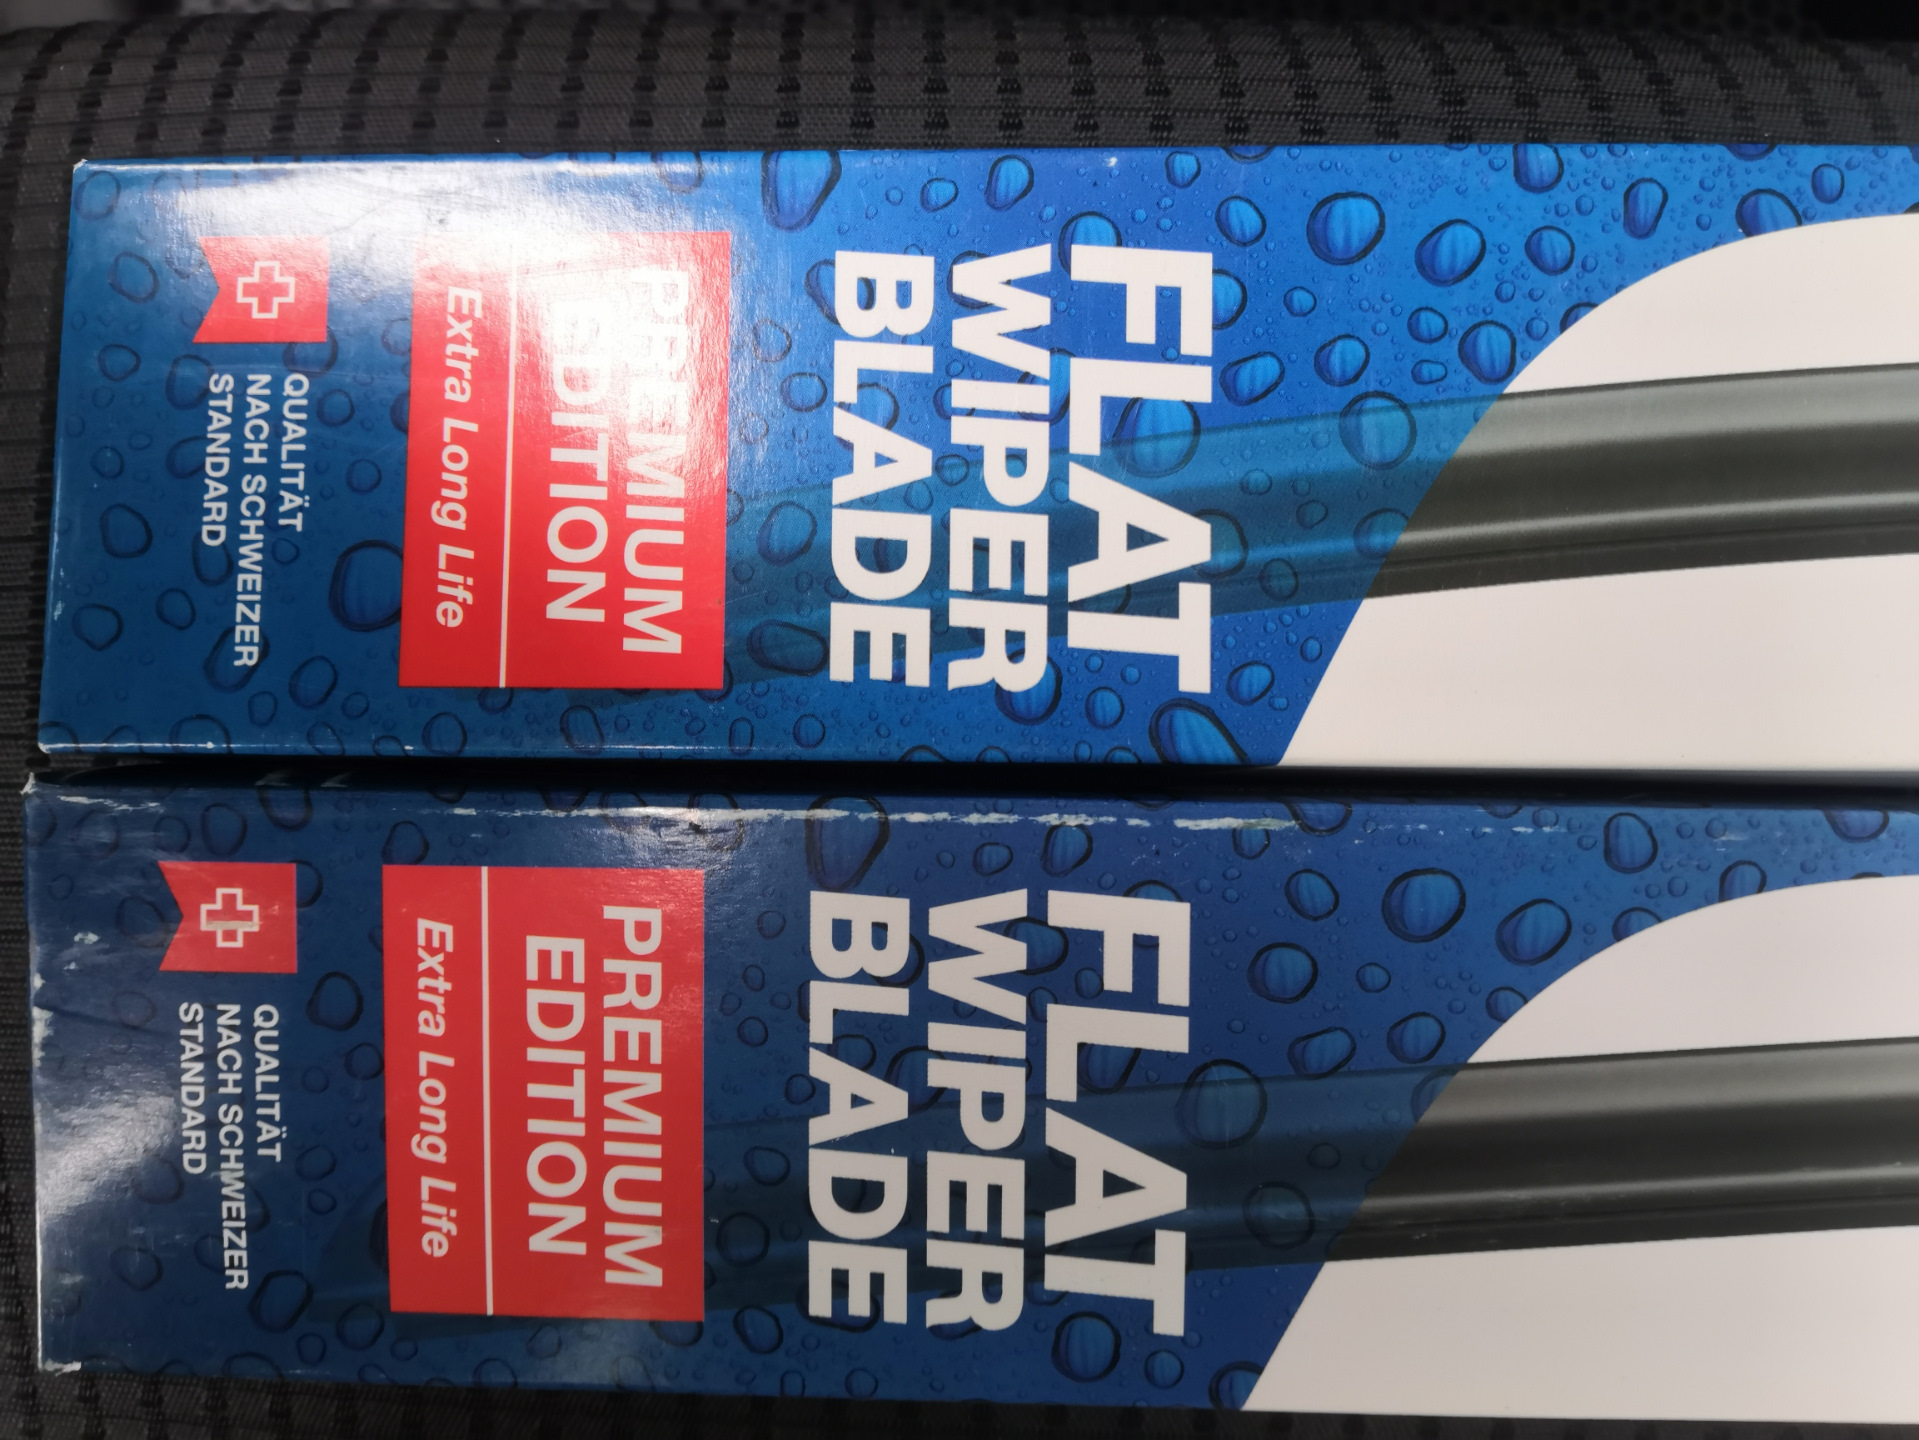 FLAT
WIPER
BLADE
PREMIUM
EDITION
Extra Long Life
QUALITÄT
NACH SCHWEIZER
STANDARD
FLAT
WIPER
BLADE
PREMIUM
EDITION
Extra Long Life
QUALITÄT
NACH SCHWEIZER
STANDARD